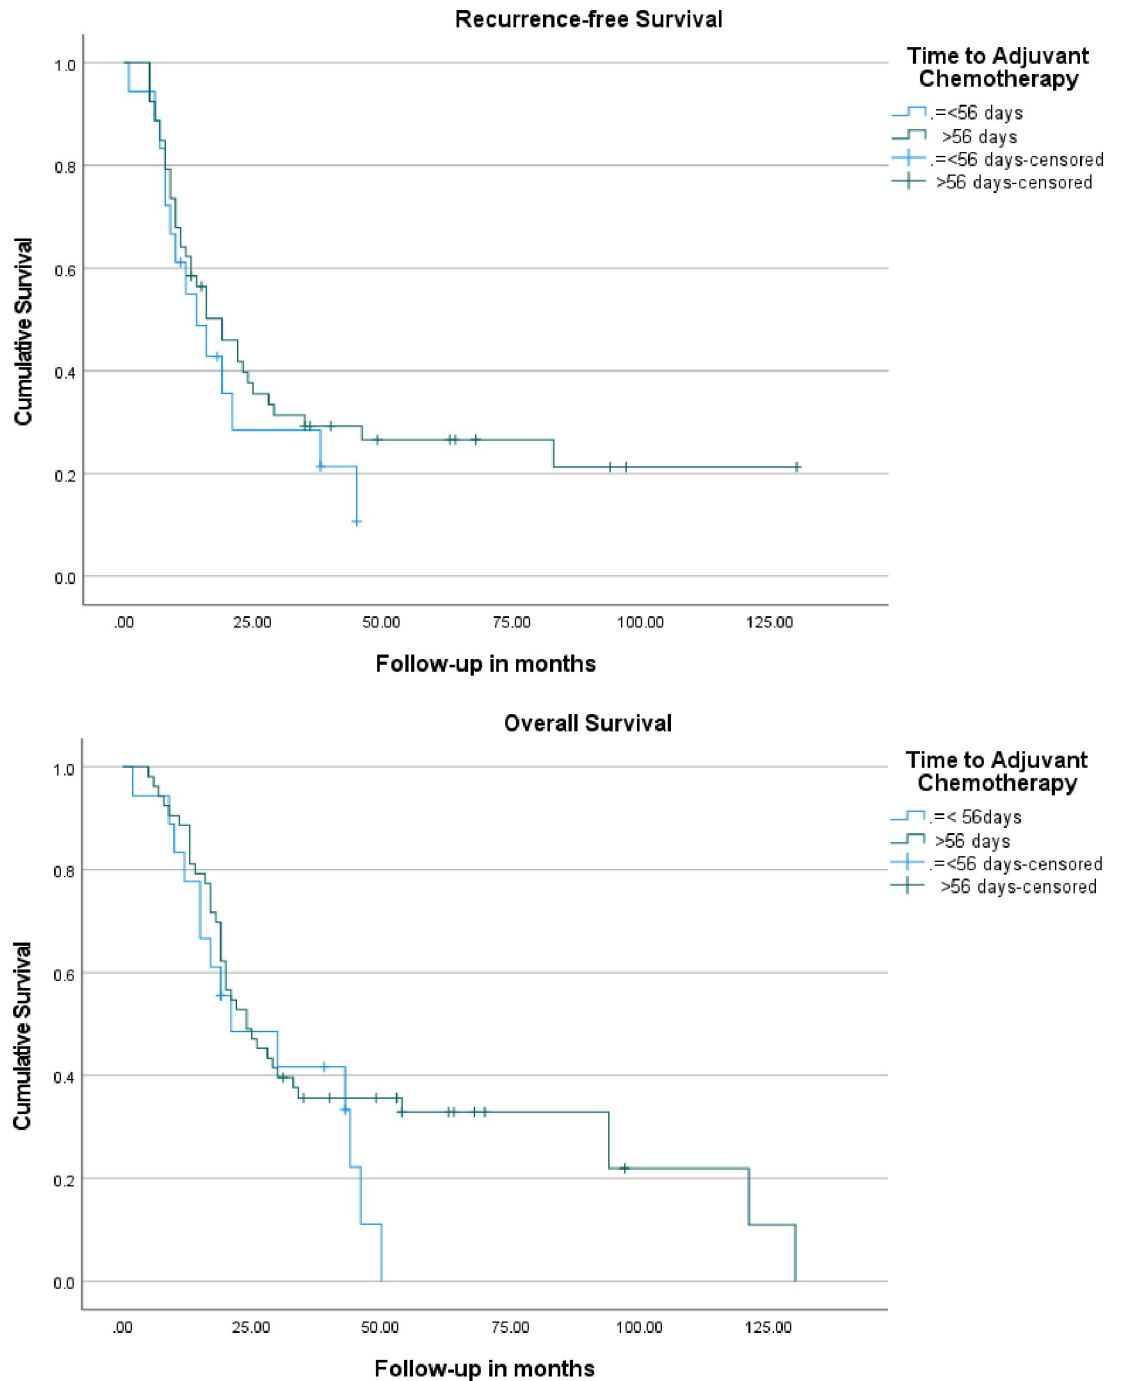 Recurrence-free Survival
Time to Adjuvant
Chemotherapy
.=<56 days
>56 days
.=<56 days-censored
>56 days-censored
Cumulative Survival
1.0
0.8
0.6
0.4
0.2
0.0
.00 25.00 50.00 75.00 100.00 125.00
Follow-up in months
Overall Survival
Time to Adjuvant
Chemotherapy
.=< 56days
>56 days
.=<56 days-censored
>56 days-censored
Cumulative Survival
1.0
0.8
0.6
0.4
0.2
0.0
.00 25.00 50.00 75.00 100.00 125.00
Follow-up in months